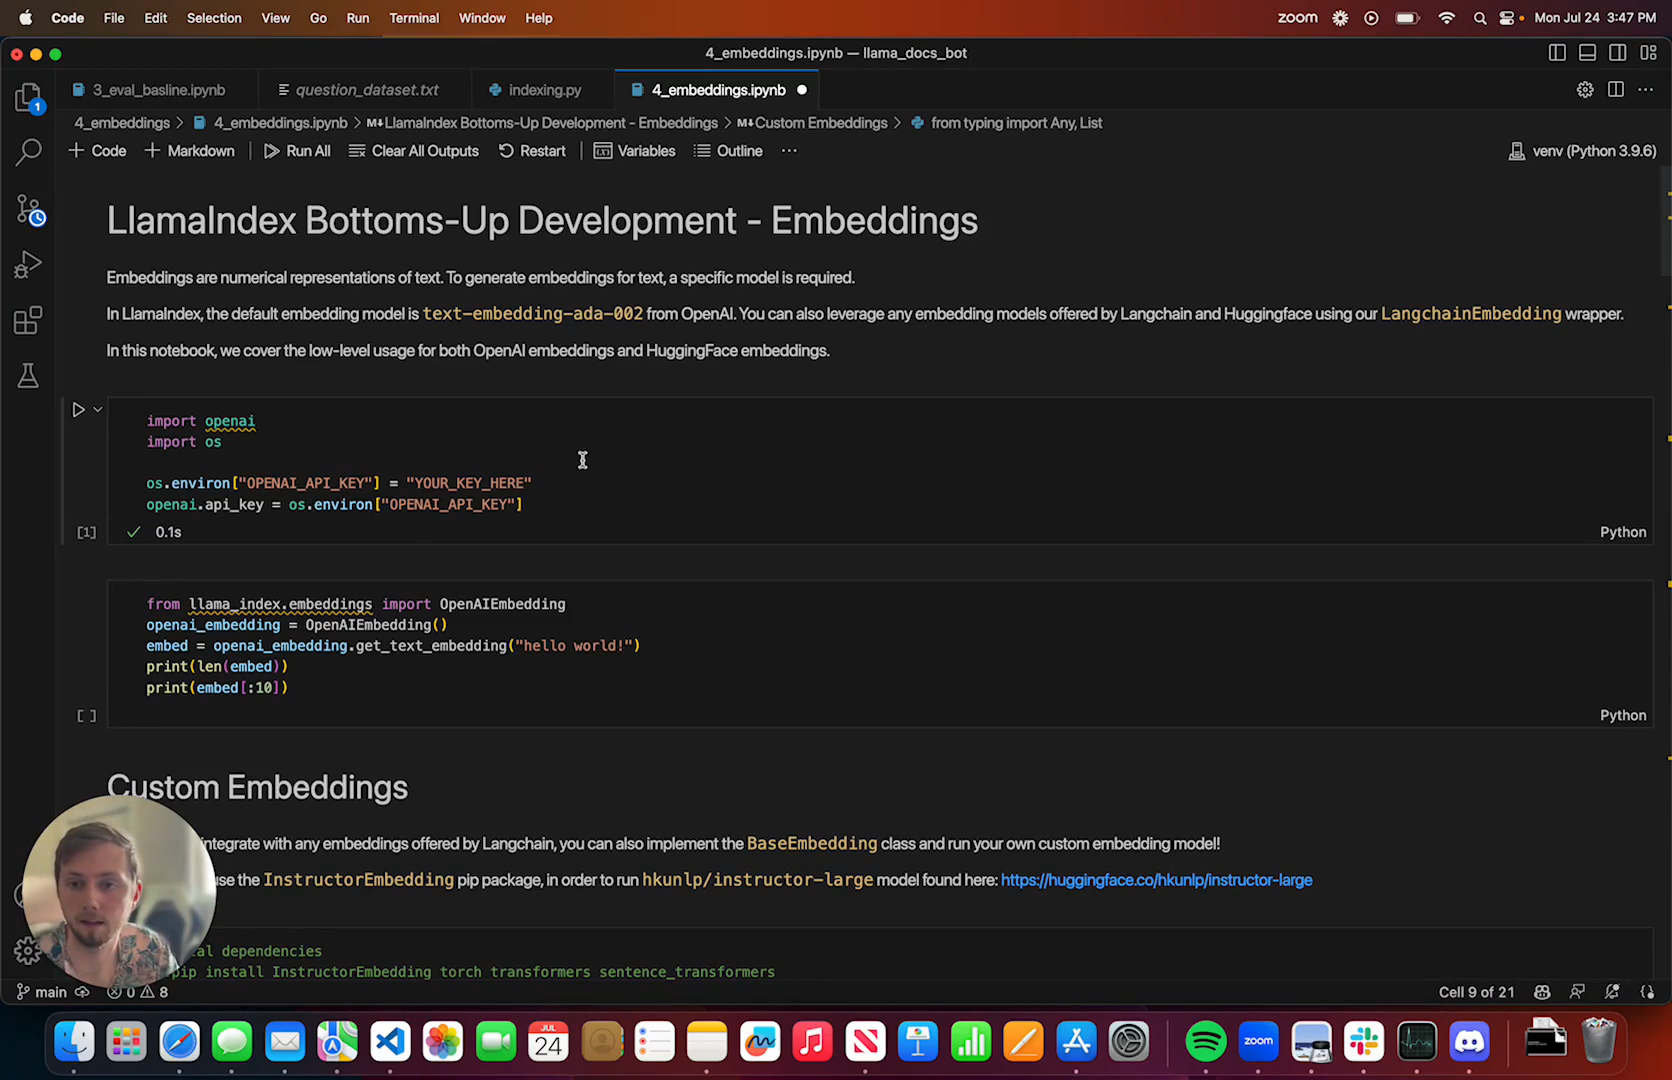 Code File Edit Selection View Go Run Terminal Window Help zoom Mon Jul 24 3:47 PM
4_embeddings.ipynb — llama_docs_bot
3_eval_basline.ipynb question_dataset.txt indexing.py 4_embeddings.ipynb
1
4_embeddings > 4_embeddings.ipynb > LlamaIndex Bottoms-Up Development - Embeddings > Custom Embeddings > from typing import Any, List
+ Code + Markdown Run All Clear All Outputs Restart Variables Outline ... venv (Python 3.9.6)
LlamaIndex Bottoms-Up Development - Embeddings
Embeddings are numerical representations of text. To generate embeddings for text, a specific model is required.
In LlamaIndex, the default embedding model is text-embedding-ada-002 from OpenAI. You can also leverage any embedding models offered by Langchain and Huggingface using our LangchainEmbedding wrapper.
In this notebook, we cover the low-level usage for both OpenAI embeddings and HuggingFace embeddings.
import openai
import os
os.environ["OPENAI_API_KEY"] = "YOUR_KEY_HERE"
openai.api_key = os.environ["OPENAI_API_KEY"]
[1] 0.1s Python
from llama_index.embeddings import OpenAIEmbedding
openai_embedding = OpenAIEmbedding()
embed = openai_embedding.get_text_embedding("hello world!")
print(len(embed))
print(embed[:10])
[ ] Python
Custom Embeddings
integrate with any embeddings offered by Langchain, you can also implement the BaseEmbedding class and run your own custom embedding model!
use the InstructorEmbedding pip package, in order to run hkunlp/instructor-large model found here: https://huggingface.co/hkunlp/instructor-large
al dependencies
pip install InstructorEmbedding torch transformers sentence_transformers
main 0 8 Cell 9 of 21
JUL
24
zoom